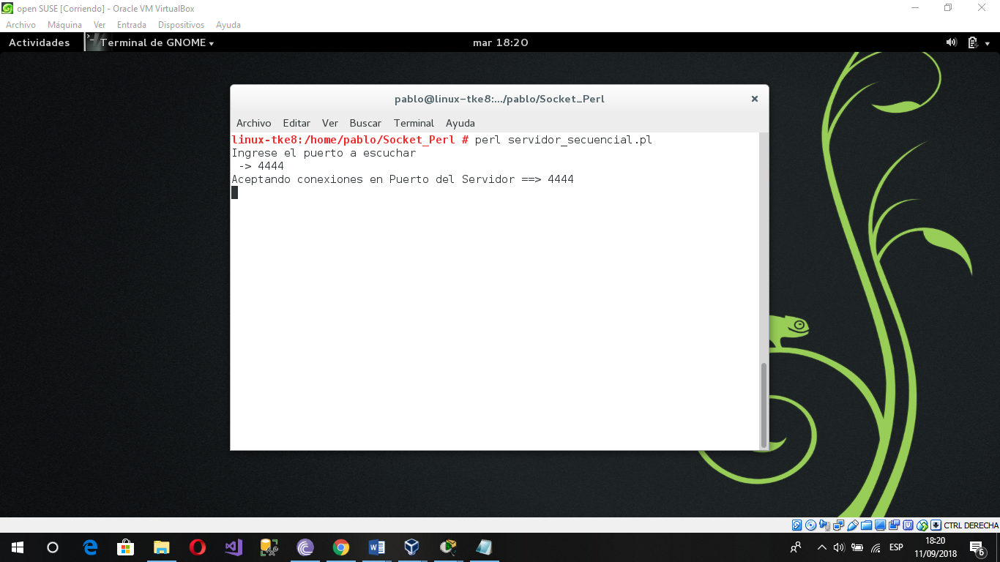 open SUSE [Corriendo] - Oracle VM VirtualBox
Archivo Máquina Ver Entrada Dispositivos Ayuda
Actividades >_ Terminal de GNOME mar 18:20
pablo@linux-tke8:.../pablo/Socket_Perl
Archivo Editar Ver Buscar Terminal Ayuda
linux-tke8:/home/pablo/Socket_Perl # perl servidor_secuencial.pl
Ingrese el puerto a escuchar
-> 4444
Aceptando conexiones en Puerto del Servidor ==> 4444
CTRL DERECHA
ESP 18:20
11/09/2018 6